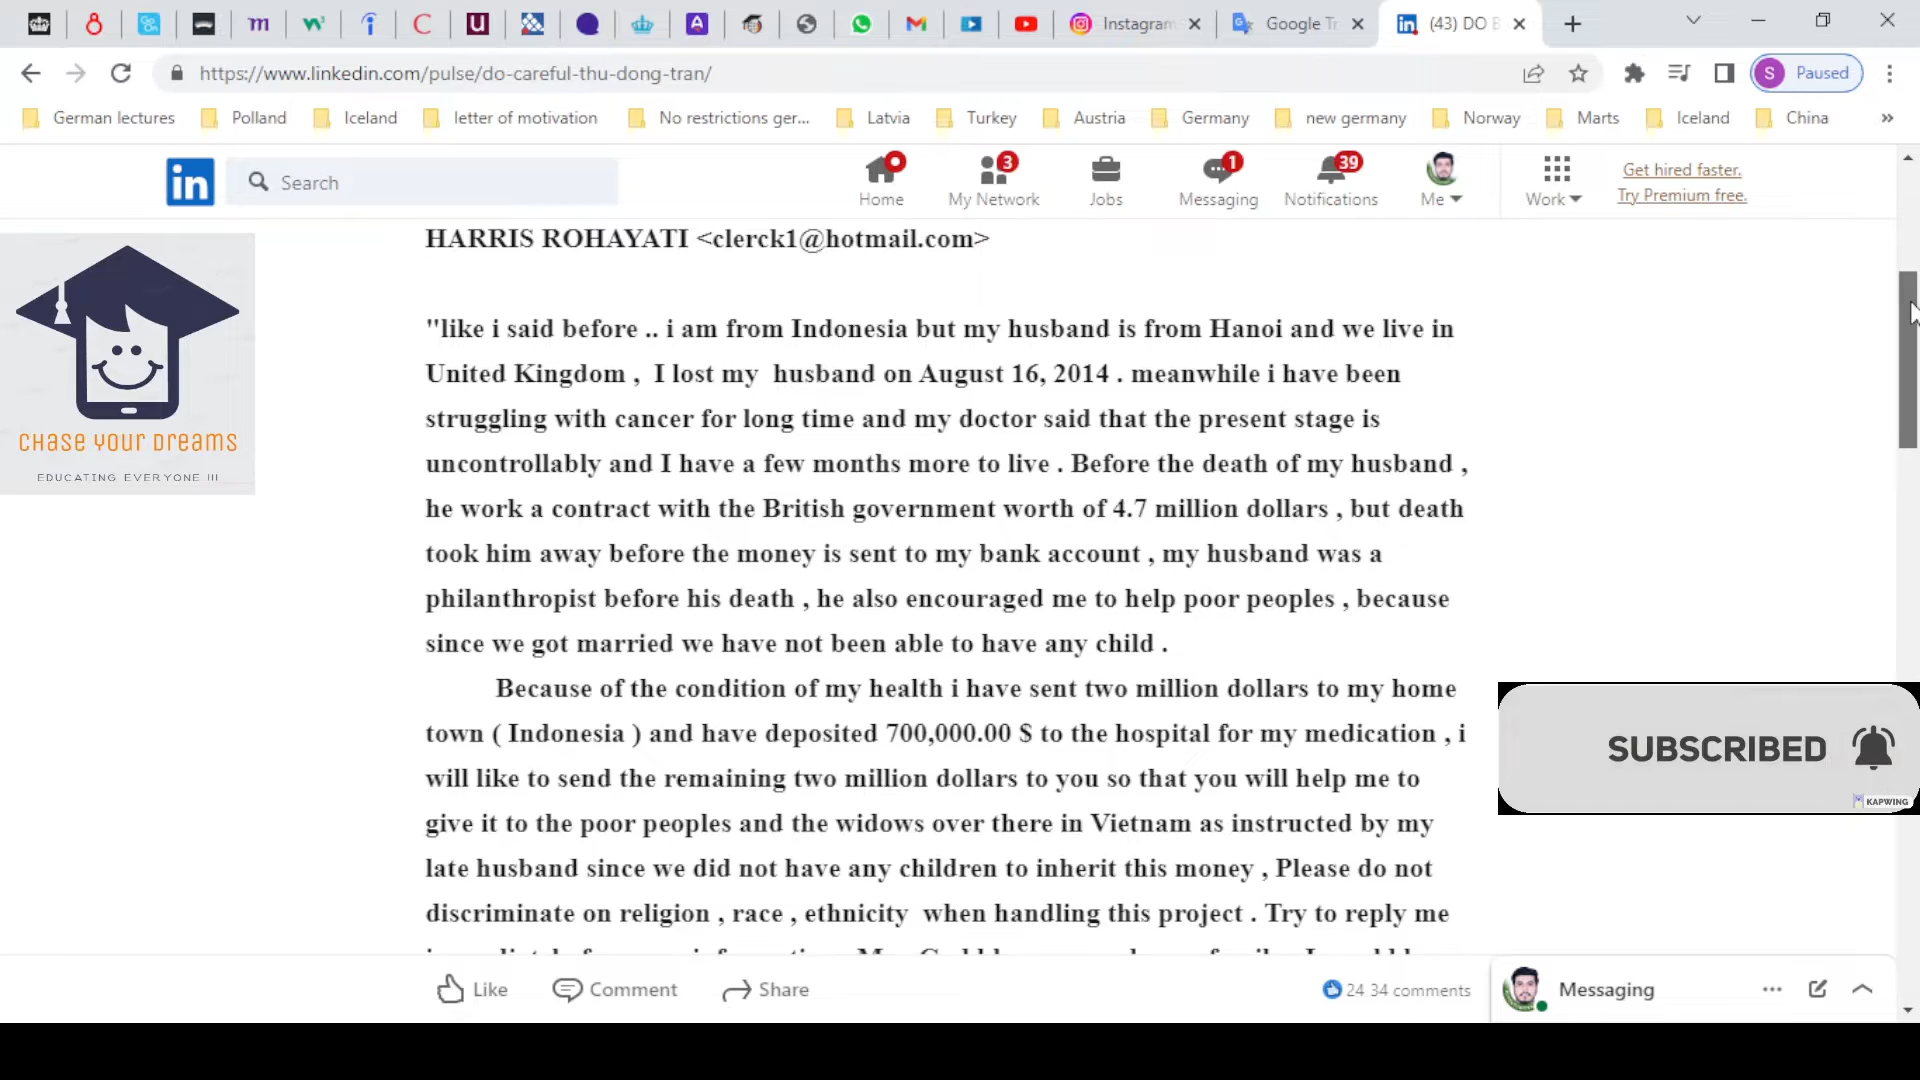 Instagram
Google Tr
(43) DO B
https://www.linkedin.com/pulse/do-careful-thu-dong-tran/
S Paused
German lectures Polland Iceland letter of motivation No restrictions ger... Latvia Turkey Austria Germany new germany Norway Marts Iceland China »
in Search
3 1 39
Home My Network Jobs Messaging Notifications Me Work
Get hired faster.
Try Premium free.
HARRIS ROHAYATI <clerck1@hotmail.com>
"like i said before .. i am from Indonesia but my husband is from Hanoi and we live in
United Kingdom , I lost my husband on August 16, 2014 . meanwhile i have been
struggling with cancer for long time and my doctor said that the present stage is
uncontrollably and I have a few months more to live . Before the death of my husband ,
he work a contract with the British government worth of 4.7 million dollars , but death
took him away before the money is sent to my bank account , my husband was a
philanthropist before his death , he also encouraged me to help poor peoples , because
since we got married we have not been able to have any child .
Because of the condition of my health i have sent two million dollars to my home
town ( Indonesia ) and have deposited 700,000.00 $ to the hospital for my medication , i
will like to send the remaining two million dollars to you so that you will help me to
give it to the poor peoples and the widows over there in Vietnam as instructed by my
late husband since we did not have any children to inherit this money , Please do not
discriminate on religion , race , ethnicity when handling this project . Try to reply me
CHASE YOUR DREAMS
EDUCATING EVERYONE !!!
SUBSCRIBED
KAPWING
Like Comment Share
24 34 comments
Messaging